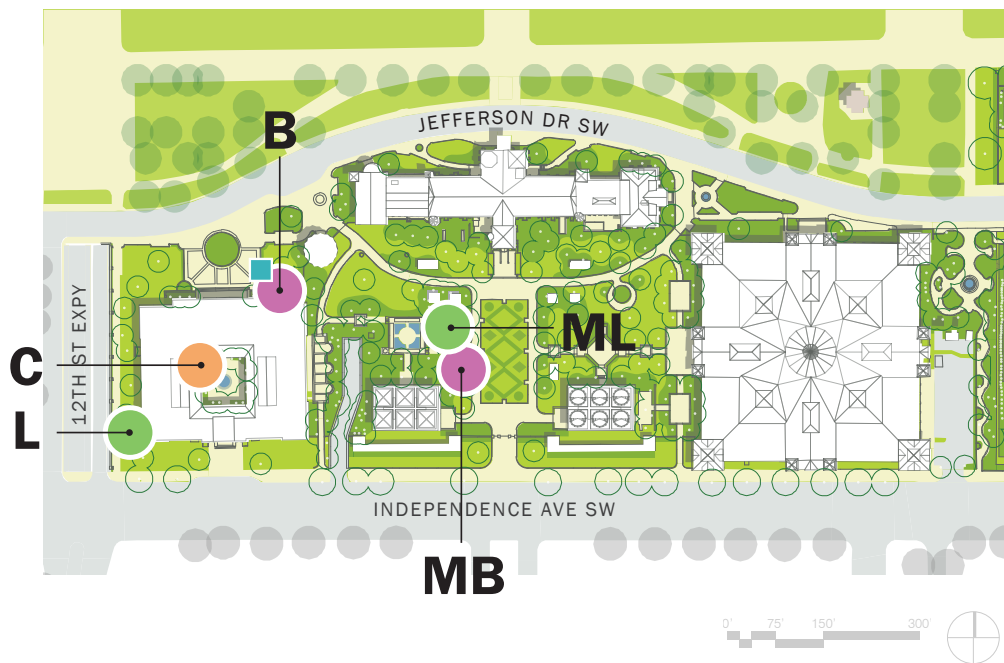 B
JEFFERSON DR SW
12TH ST EXPY
ML
C
L
INDEPENDENCE AVE SW
MB
0' 75' 150' 300'